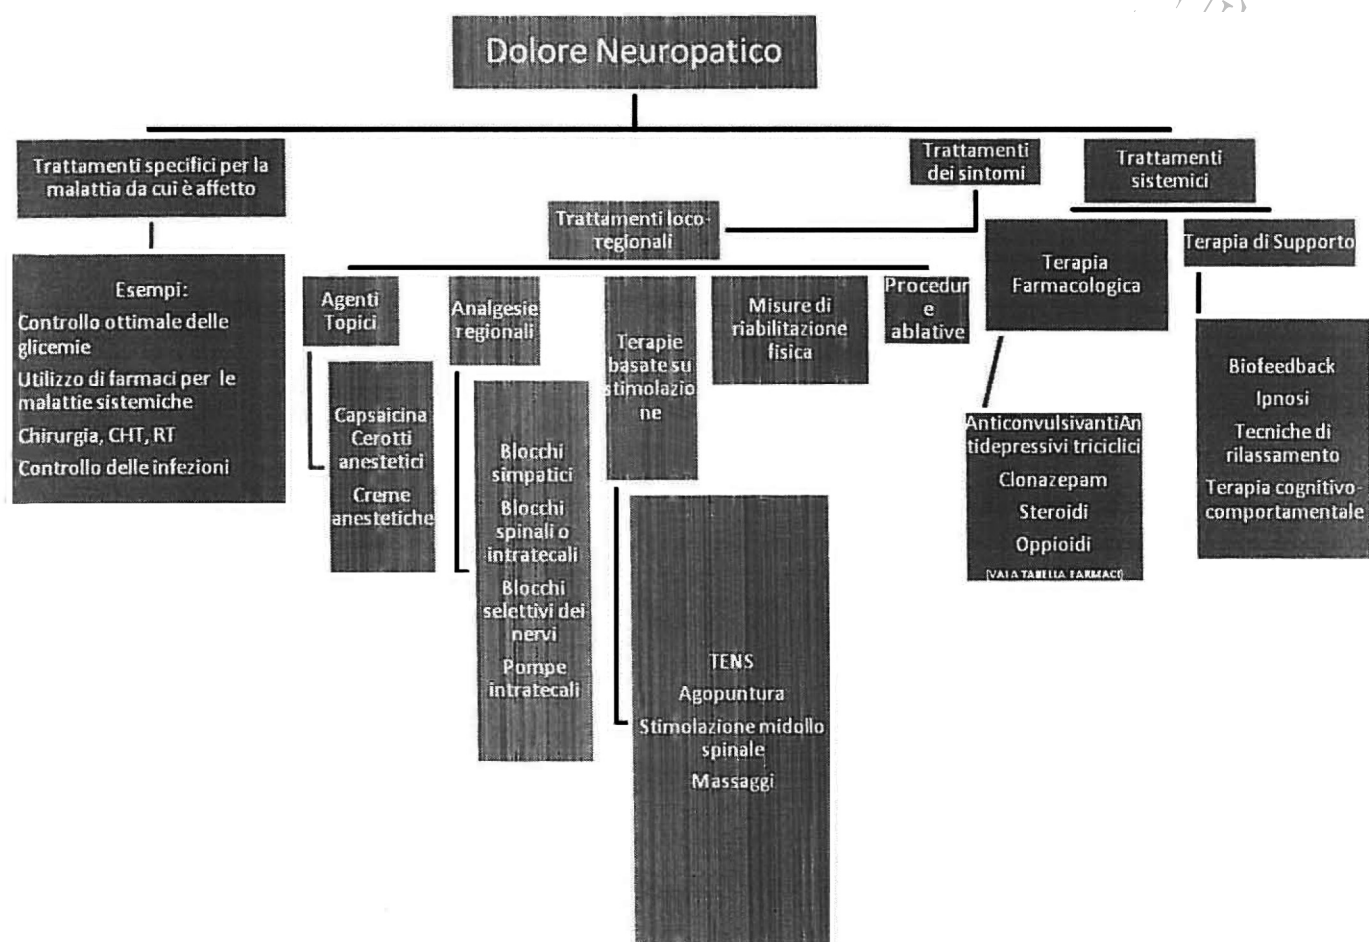 Dolore Neuropatico
Trattamenti specifici per la
malattia da cui è affetto
Esempi:
Controllo ottimale delle
glicemie
Utilizzo di farmaci per le
malattie sistemiche
Chirurgia, CHT, RT
Controllo delle infezioni
Trattamenti
dei sintomi
Trattamenti loco-
regionali
Agenti
Topici
Capsaicina
Cerotti
anestetici
Creme
anestetiche
Analgesie
regionali
Blocchi
simpatici
Blocchi
spinali o
intratecali
Blocchi
selettivi dei
nervi
Pompe
intratecali
Terapie
basate su
stimolazio
ne
TENS
Agopuntura
Stimolazione midollo
spinale
Massaggi
Misure di
riabilitazione
fisica
Procedur
e
ablative
Trattamenti
sistemici
Terapia
Farmacologica
AnticonvulsivantiAn
tidepressivi triciclici
Clonazepam
Steroidi
Oppioidi
(VAI A TABELLA FARMACI)
Terapia di Supporto
Biofeedback
Ipnosi
Tecniche di
rilassamento
Terapia cognitivo-
comportamentale